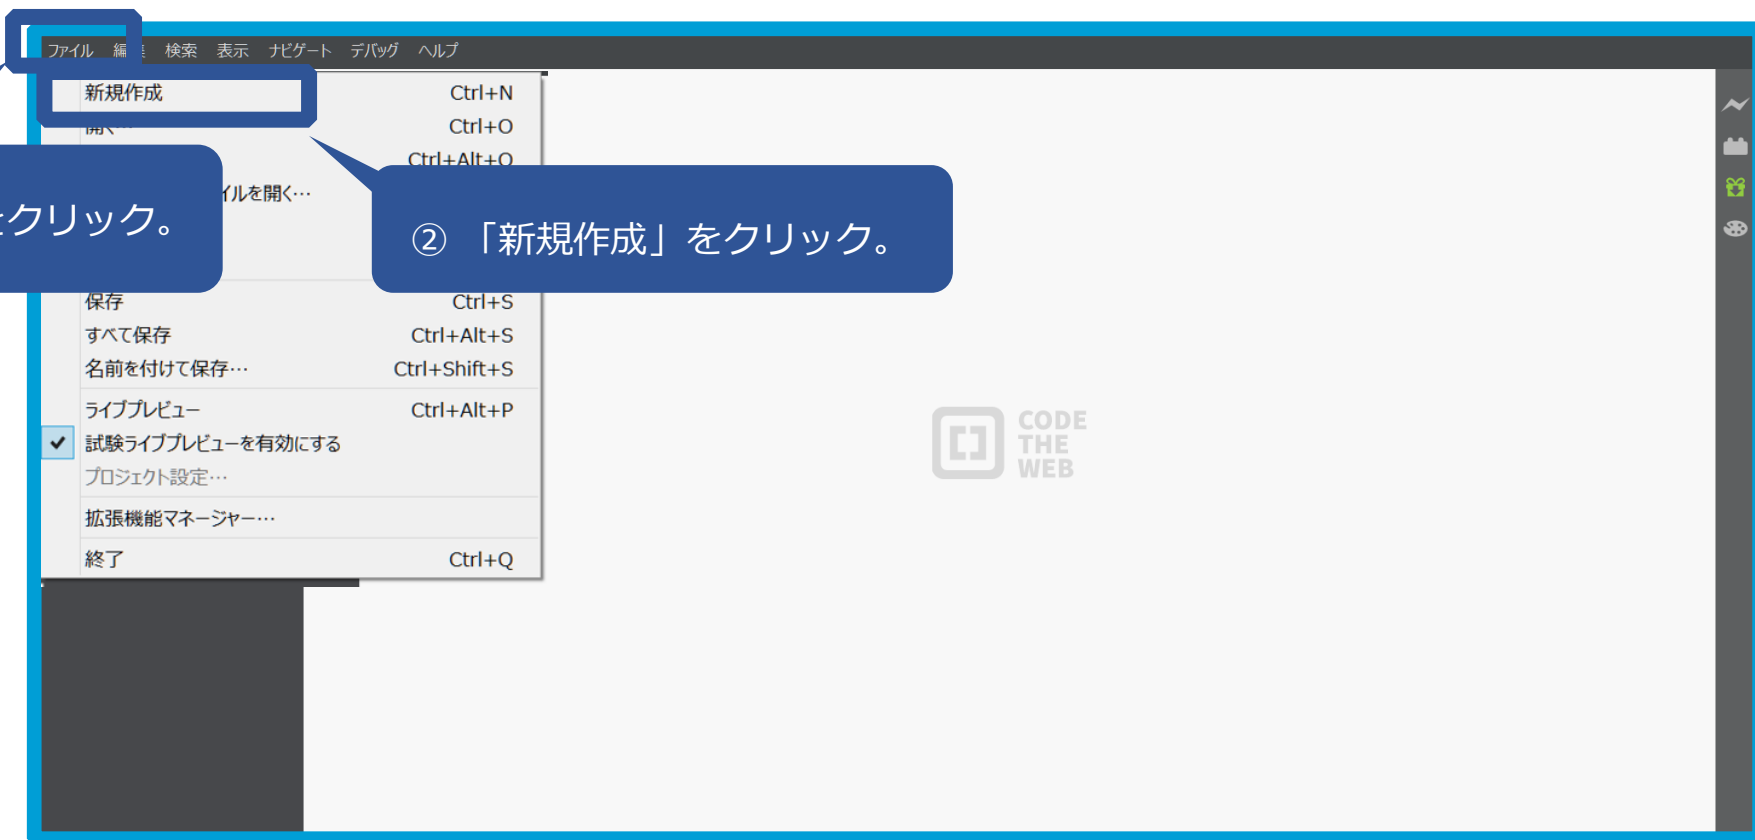 ファイル 編集 検索 表示 ナビゲート デバッグ ヘルプ
新規作成 Ctrl+N
開く… Ctrl+O
Ctrl+Alt+O
イルを開く…
をクリック。
② 「新規作成」をクリック。
保存 Ctrl+S
すべて保存 Ctrl+Alt+S
名前を付けて保存… Ctrl+Shift+S
ライブプレビュー Ctrl+Alt+P
試験ライブプレビューを有効にする
プロジェクト設定…
拡張機能マネージャー…
終了 Ctrl+Q
CODE
THE
WEB